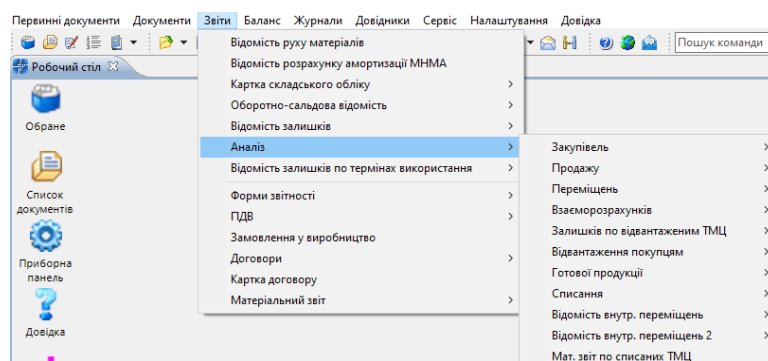 Первинні документи Документи Звіти Баланс Журнали Довідники Сервіс Налаштування Довідка
Пошук команди
Робочий стіл
Обране
Список
документів
Приборна
панель
Довідка
Відомість руху матеріалів
Відомість розрахунку амортизації МНМА
Картка складського обліку
Оборотно-сальдова відомість
Відомість залишків
Аналіз
Відомість залишків по термінах використання
Форми звітності
ПДВ
Замовлення у виробництво
Договори
Картка договору
Матеріальний звіт
Закупівель
Продажу
Переміщень
Взаєморозрахунків
Залишків по відвантаженим ТМЦ
Відвантаження покупцям
Готової продукції
Списання
Відомість внутр. переміщень
Відомість внутр. переміщень 2
Мат. звіт по списаних ТМЦ